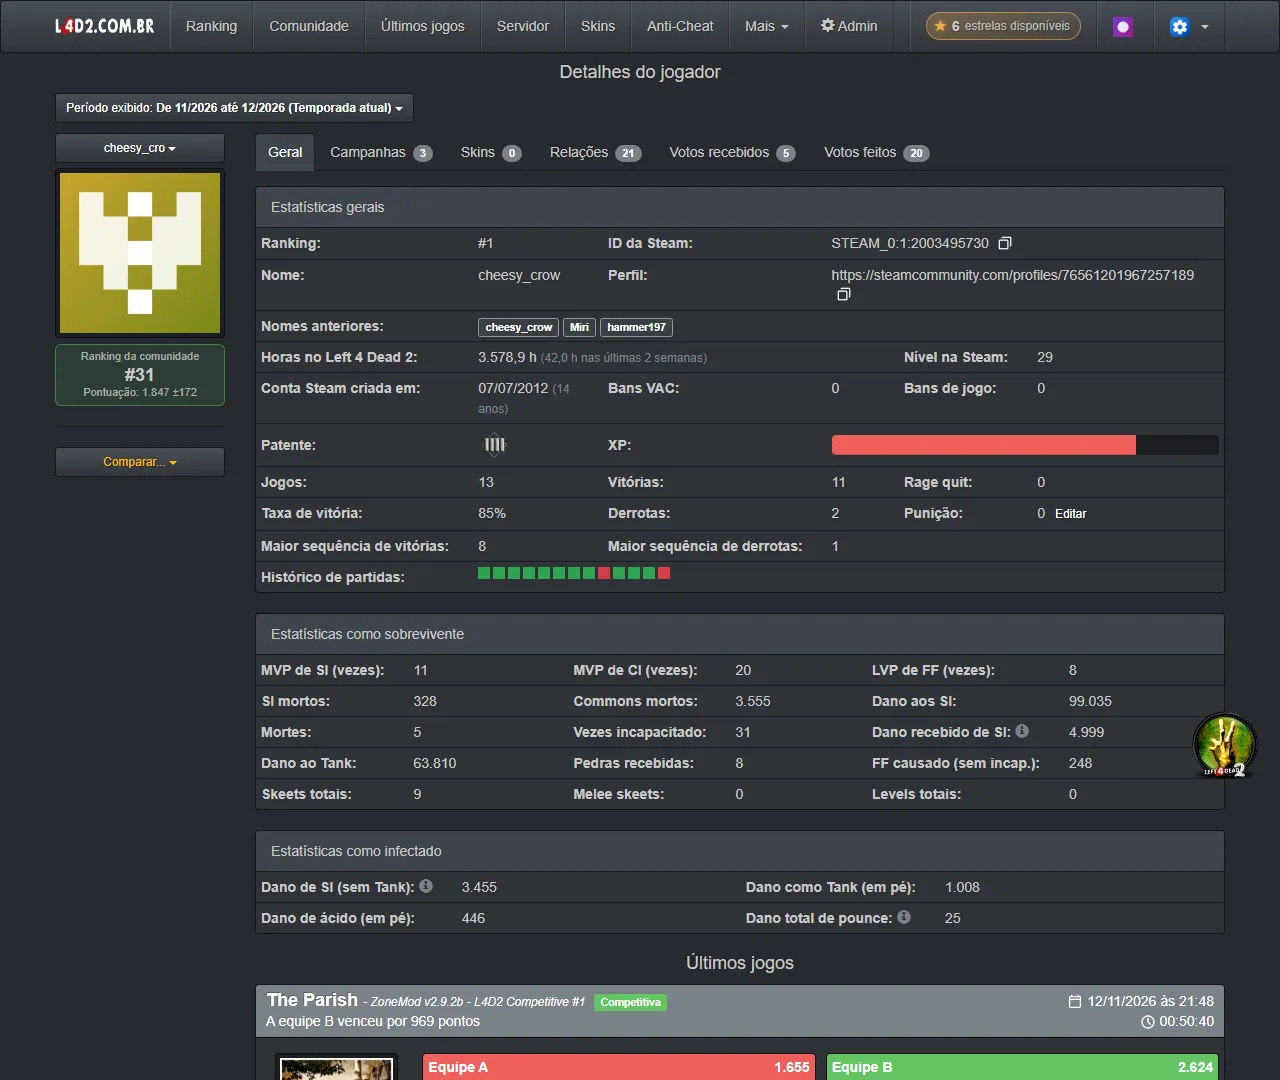 L4D2.COM.BR Ranking Comunidade Últimos jogos Servidor Skins Anti-Cheat Mais Admin 6 estrelas disponíveis
Detalhes do jogador
Período exibido: De 11/2026 até 12/2026 (Temporada atual)
cheesy_cro
Ranking da comunidade
#31
Pontuação: 1.847 ±172
Comparar...
Geral Campanhas 3 Skins 0 Relações 21 Votos recebidos 5 Votos feitos 20
Estatísticas gerais
Ranking: #1 ID da Steam: STEAM_0:1:2003495730
Nome: cheesy_crow Perfil: https://steamcommunity.com/profiles/76561201967257189
Nomes anteriores: cheesy_crow Miri hammer197
Horas no Left 4 Dead 2: 3.578,9 h (42,0 h nas últimas 2 semanas) Nível na Steam: 29
Conta Steam criada em: 07/07/2012 (14 anos) Bans VAC: 0 Bans de jogo: 0
Patente: XP:
Jogos: 13 Vitórias: 11 Rage quit: 0
Taxa de vitória: 85% Derrotas: 2 Punição: 0 Editar
Maior sequência de vitórias: 8 Maior sequência de derrotas: 1
Histórico de partidas:
Estatísticas como sobrevivente
MVP de SI (vezes): 11 MVP de CI (vezes): 20 LVP de FF (vezes): 8
SI mortos: 328 Commons mortos: 3.555 Dano aos SI: 99.035
Mortes: 5 Vezes incapacitado: 31 Dano recebido de SI: 4.999
Dano ao Tank: 63.810 Pedras recebidas: 8 FF causado (sem incap.): 248
Skeets totais: 9 Melee skeets: 0 Levels totais: 0
LEFT 4 DEAD 2
Estatísticas como infectado
Dano de SI (sem Tank): 3.455 Dano como Tank (em pé): 1.008
Dano de ácido (em pé): 446 Dano total de pounce: 25
Últimos jogos
The Parish - ZoneMod v2.9.2b - L4D2 Competitive #1 Competitiva 12/11/2026 às 21:48
A equipe B venceu por 969 pontos 00:50:40
Equipe A 1.655 Equipe B 2.624